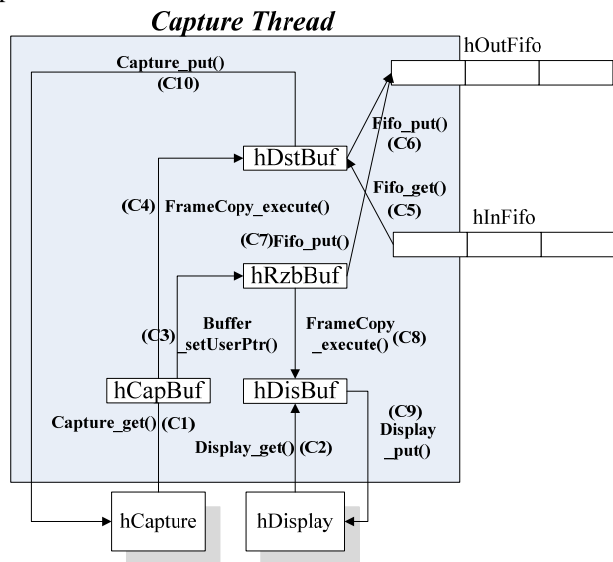 Capture Thread
hOutFifo
Capture_put()
(C10)
Fifo_put()
(C6)
hDstBuf
Fifo_get()
(C5)
(C4) FrameCopy_execute()
hInFifo
(C7)Fifo_put()
hRzbBuf
(C3)
Buffer
_setUserPtr()
FrameCopy
_execute() (C8)
hCapBuf
hDisBuf
Capture_get() (C1)
(C9)
Display
_put()
Display_get() (C2)
hCapture
hDisplay